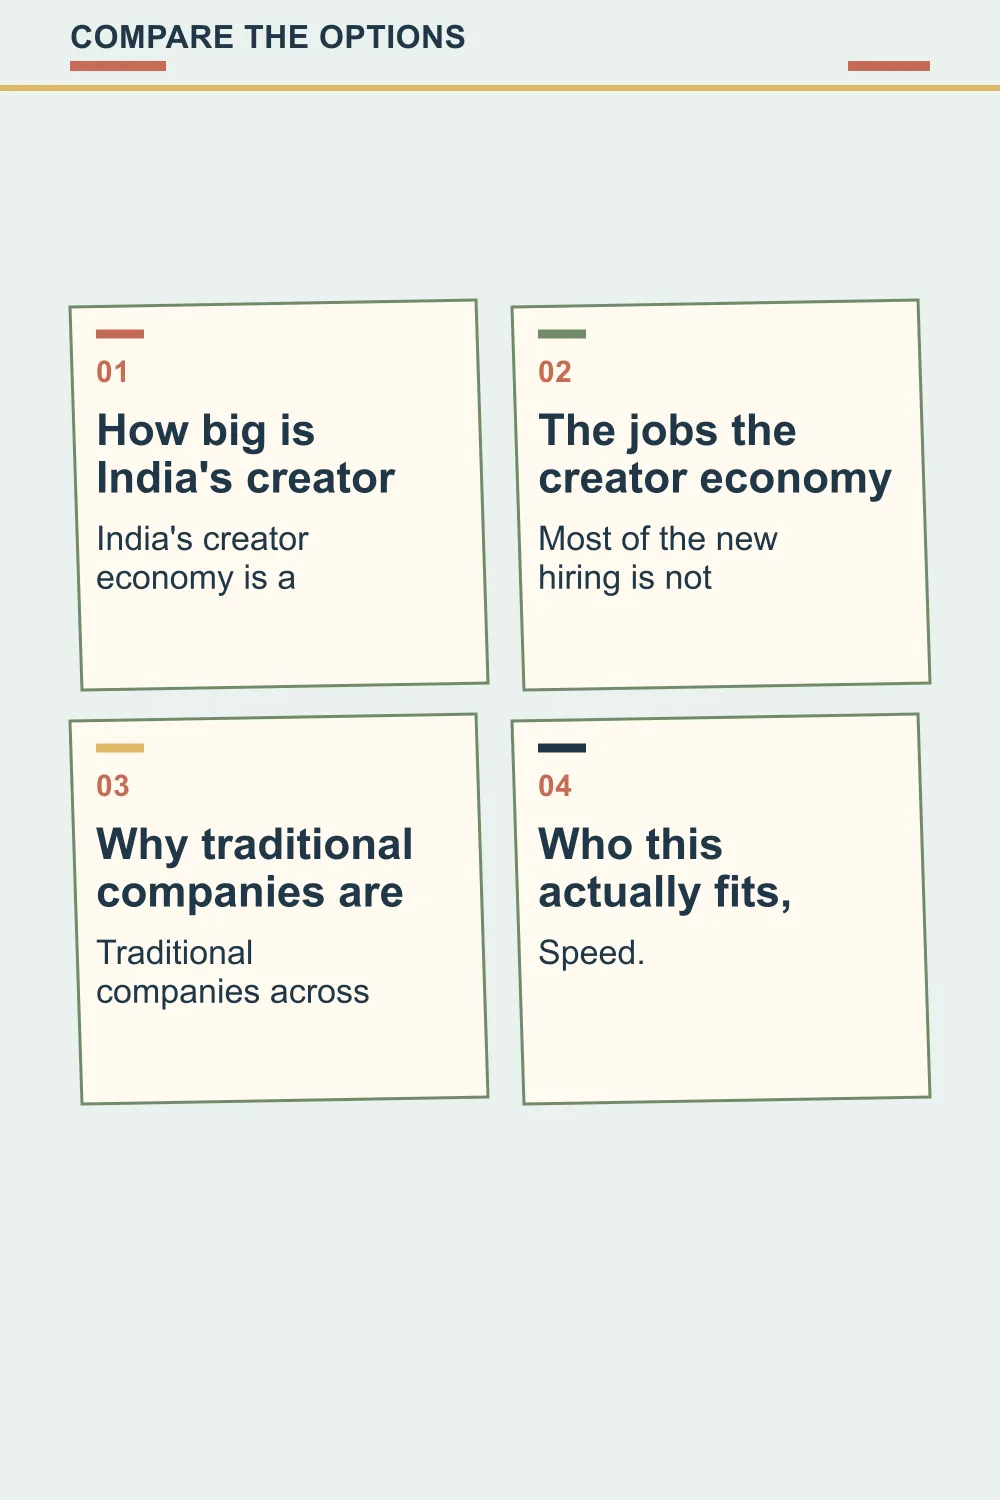 COMPARE THE OPTIONS
01
How big is
India's creator
India's creator
economy is a
02
The jobs the
creator economy
Most of the new
hiring is not
03
Why traditional
companies are
Traditional
companies across
04
Who this
actually fits,
Speed.